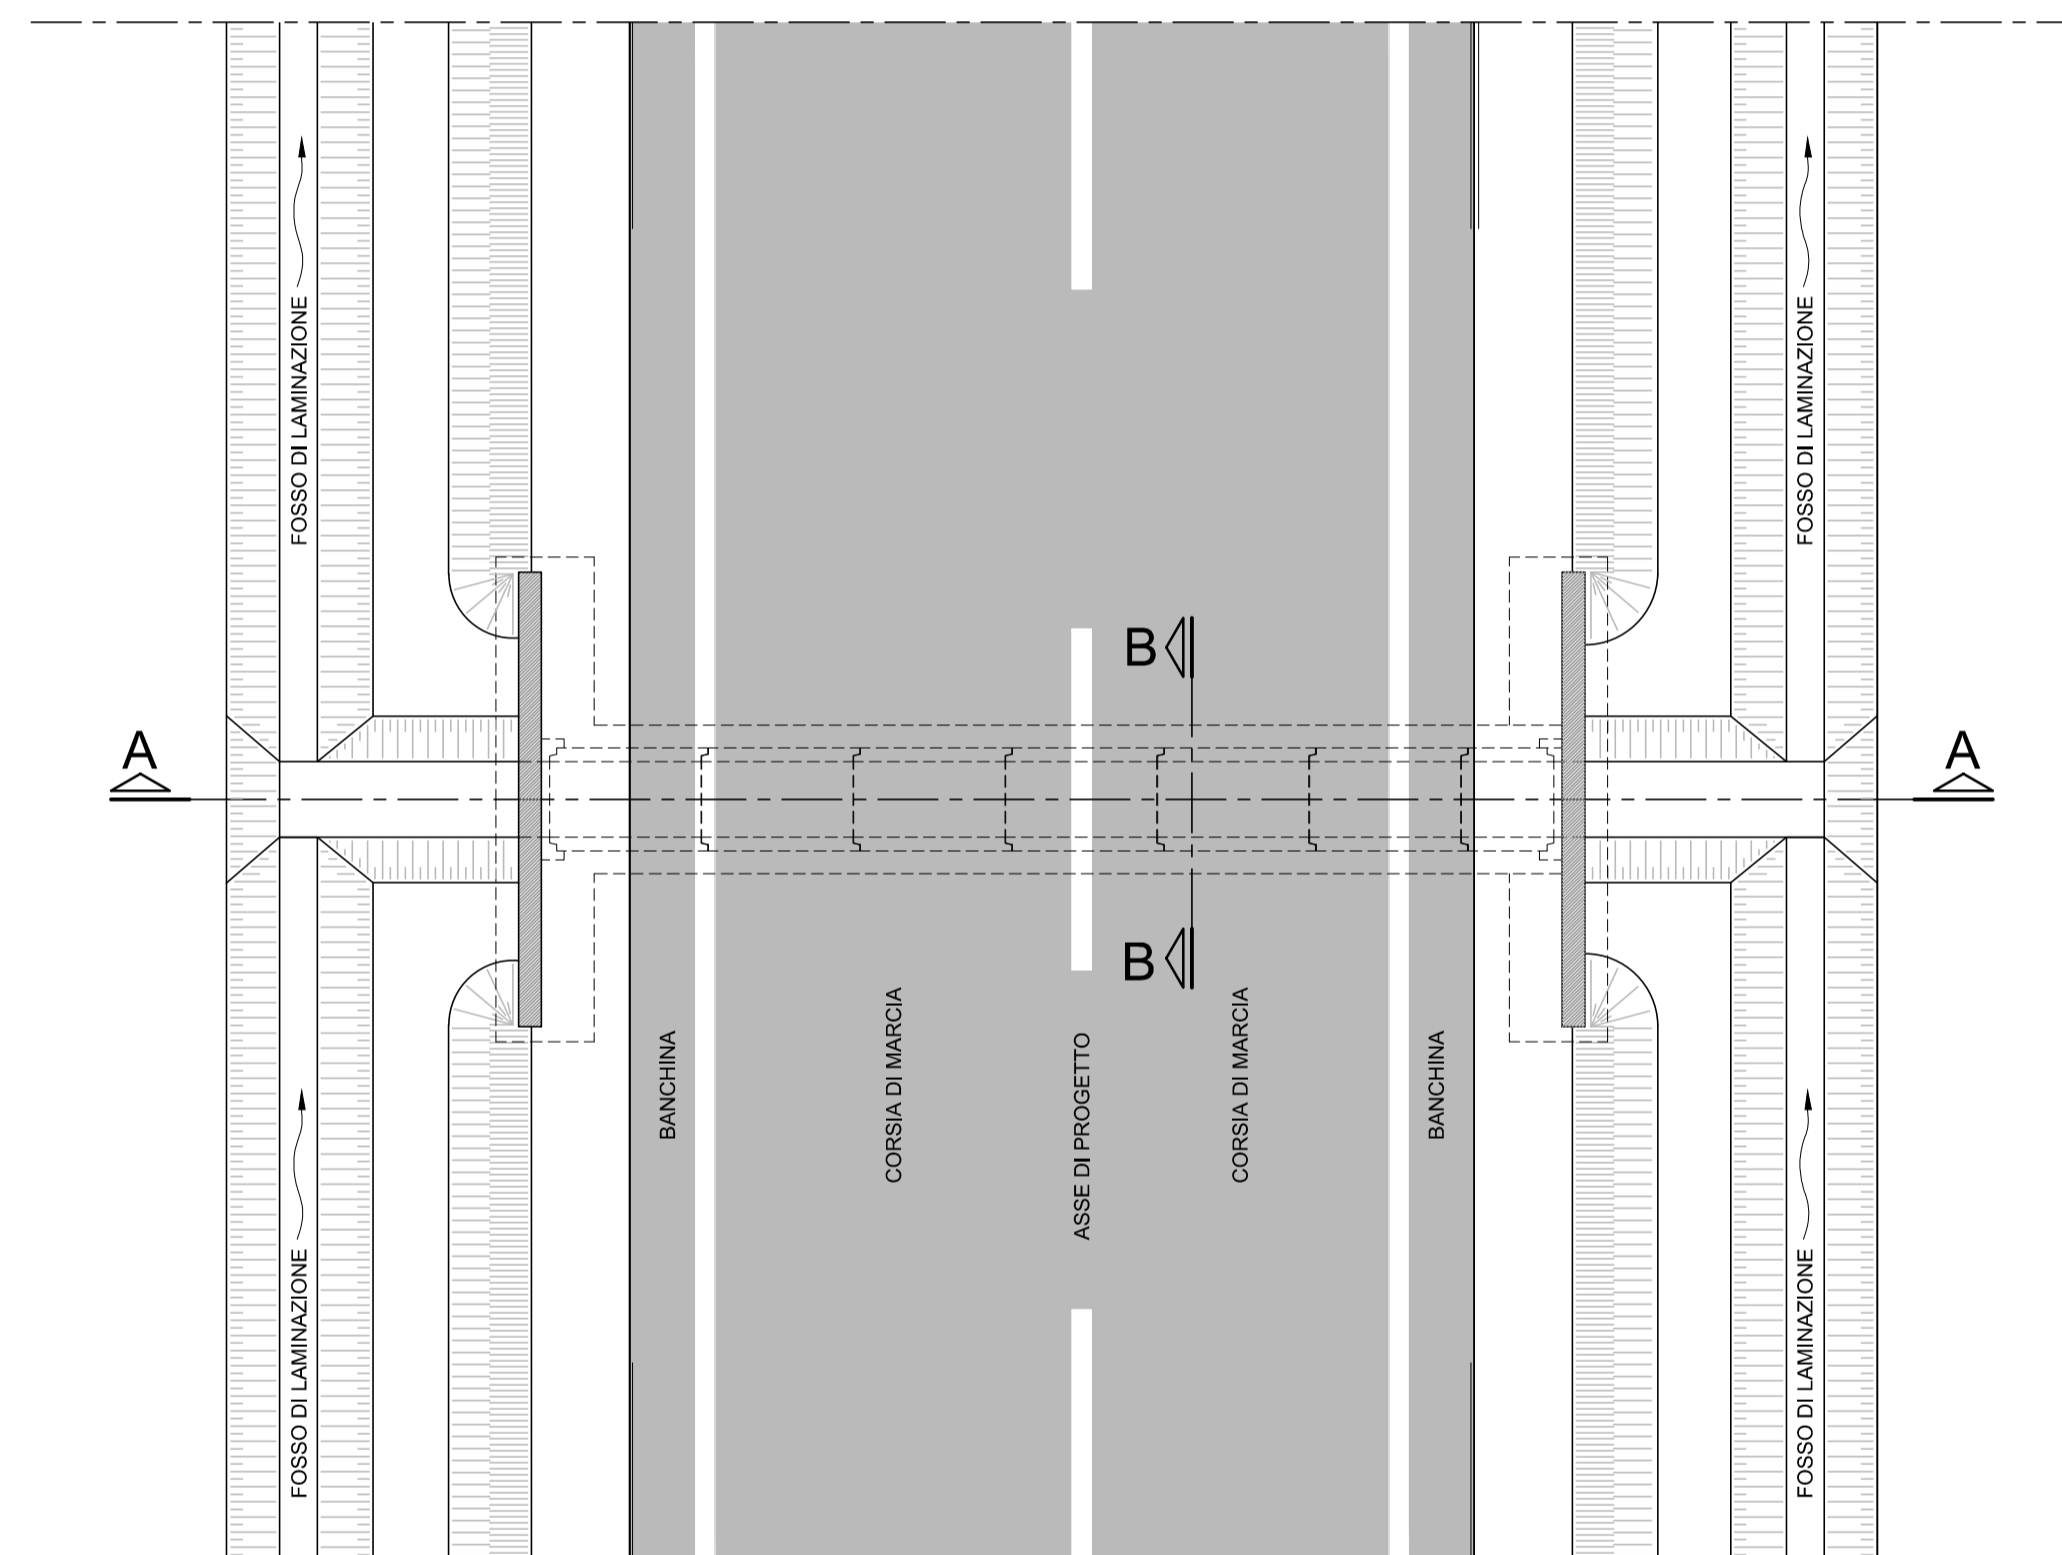 FOSSO DI LAMINAZIONE
FOSSO DI LAMINAZIONE
B
A
A
B
BANCHINA
CORSIA DI MARCIA
ASSE DI PROGETTO
CORSIA DI MARCIA
BANCHINA
FOSSO DI LAMINAZIONE
FOSSO DI LAMINAZIONE